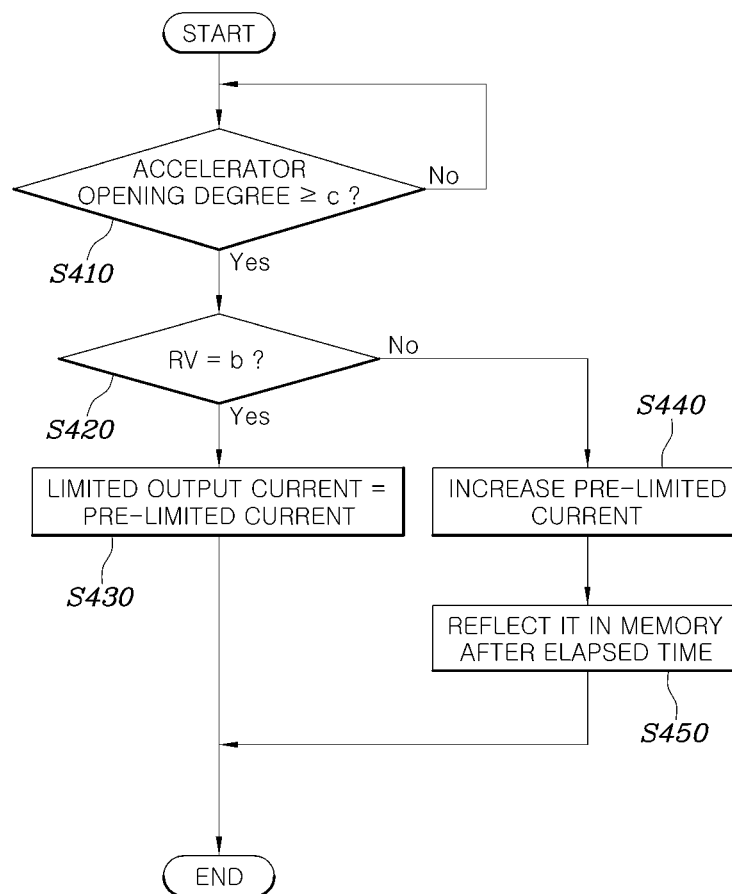 START
ACCELERATOR
OPENING DEGREE ≥ c ?
No
S410
Yes
RV = b ?
No
S420
Yes
S440
LIMITED OUTPUT CURRENT =
PRE-LIMITED CURRENT
INCREASE PRE-LIMITED
CURRENT
S430
REFLECT IT IN MEMORY
AFTER ELAPSED TIME
S450
END